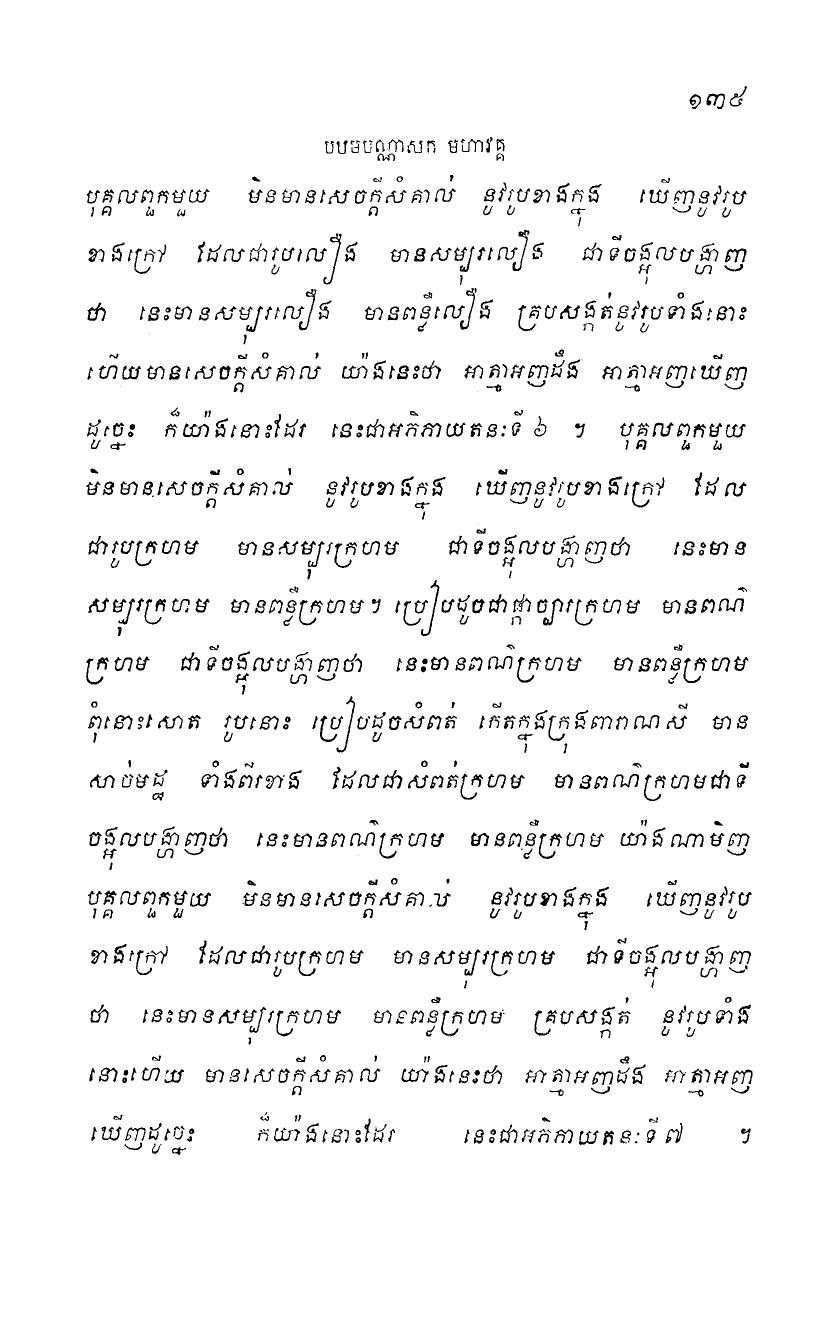 ១៣៥
បឋមបណ្ណាសក មហាវគ្គ
បុគ្គលពួកមួយ មិនមានសេចក្តីសំគាល់ នូវរូបខាងក្នុង ឃើញនូវរូប
ខាងក្រៅ ដែលជារូបលឿង មានសម្បុរលឿង ជាទីចង្អុលបង្ហាញ
ថា នេះមានសម្បុរលឿង មានពន្លឺលឿង គ្របសង្កត់នូវរូបទាំងនោះ
ហើយមានសេចក្តីសំគាល់ យ៉ាងនេះថា អាត្មាអញដឹង អាត្មាអញឃើញ
ដូច្នេះ ក៏យ៉ាងនោះដែរ នេះជាអភិភាយតនៈទី ៦ ។ បុគ្គលពួកមួយ
មិនមានសេចក្តីសំគាល់ នូវរូបខាងក្នុង ឃើញនូវរូបខាងក្រៅ ដែល
ជារូបក្រហម មានសម្បុរក្រហម ជាទីចង្អុលបង្ហាញថា នេះមាន
សម្បុរក្រហម មានពន្លឺក្រហម។ ប្រៀបដូចជាផ្កាច្បារក្រហម មានពណ៌
ក្រហម ជាទីចង្អុលបង្ហាញថា នេះមានពណ៌ក្រហម មានពន្លឺក្រហម
ពុំនោះសោត រូបនោះ ប្រៀបដូចសំពត់ កើតក្នុងក្រុងពារាណសី មាន
សាច់មដ្ឋ ទាំងពីរខាង ដែលជាសំពត់ក្រហម មានពណ៌ក្រហមជាទី
ចង្អុលបង្ហាញថា នេះមានពណ៌ក្រហម មានពន្លឺក្រហម យ៉ាងណាមិញ
បុគ្គលពួកមួយ មិនមានសេចក្តីសំគាល់ នូវរូបខាងក្នុង ឃើញនូវរូប
ខាងក្រៅ ដែលជារូបក្រហម មានសម្បុរក្រហម ជាទីចង្អុលបង្ហាញ
ថា នេះមានសម្បុរក្រហម មានពន្លឺក្រហម គ្របសង្កត់ នូវរូបទាំង
នោះហើយ មានសេចក្តីសំគាល់ យ៉ាងនេះថា អាត្មាអញដឹង អាត្មាអញ
ឃើញដូច្នេះ ក៏យ៉ាងនោះដែរ នេះជាអភិភាយតនៈទី ៧ ។